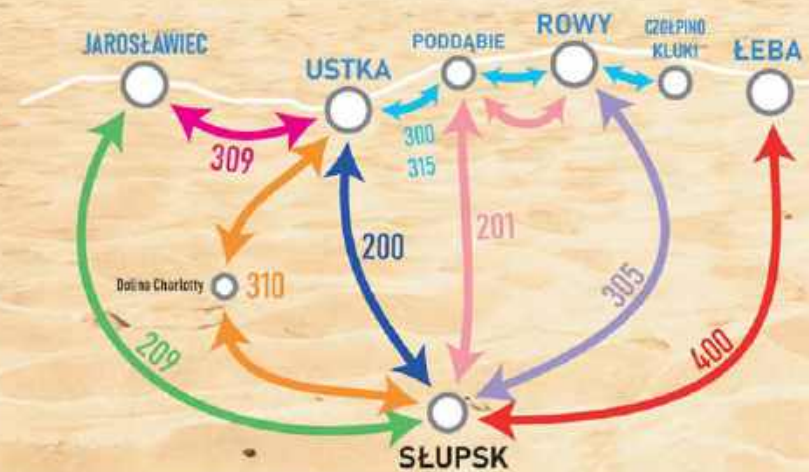 JAROSŁAWIEC
USTKA
PODDĄBIE
ROWY
CZOŁPINO
KLUKI
ŁEBA
309
300
315
201
200
Dolina Charlotty
310
305
209
400
SŁUPSK